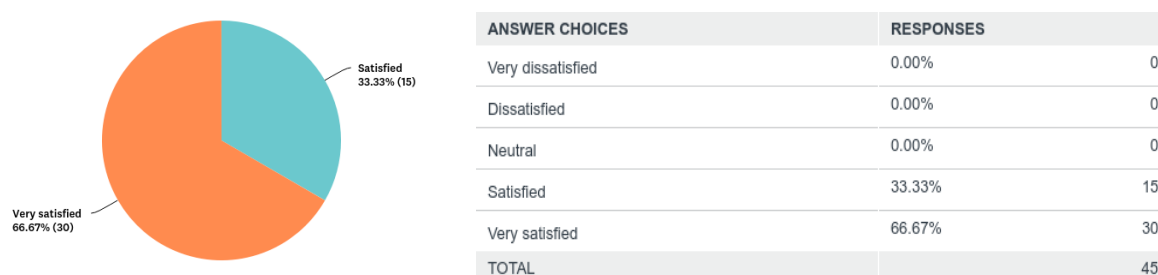 Satisfied
33.33% (15)
Very satisfied
66.67% (30)
ANSWER CHOICES RESPONSES
Very dissatisfied 0.00% 0
Dissatisfied 0.00% 0
Neutral 0.00% 0
Satisfied 33.33% 15
Very satisfied 66.67% 30
TOTAL 45